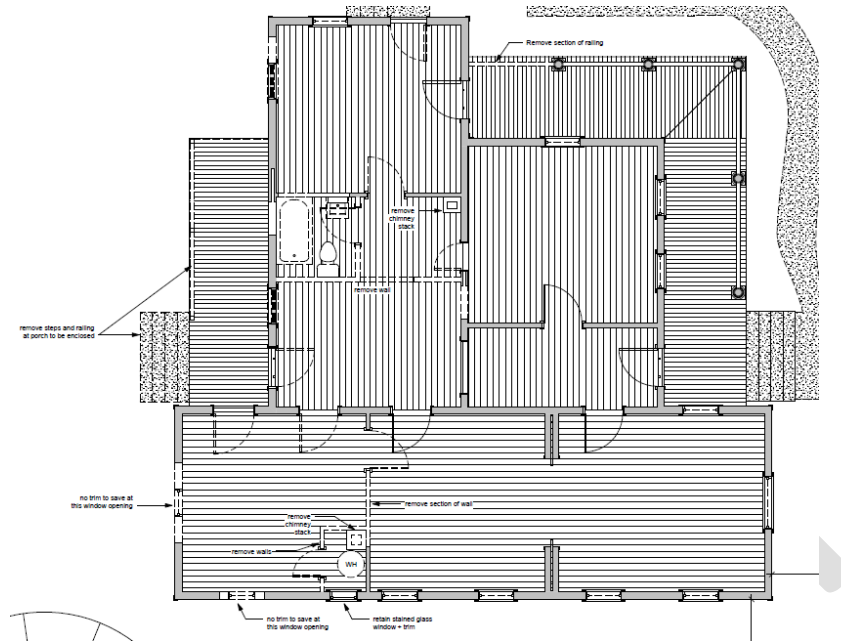 Remove section of railing
remove
chimney
stack
remove wall
remove steps and railing
at porch to be enclosed
no trim to save at
this window opening
remove
chimney
stack
remove section of wall
remove walls
WH
no trim to save at
this window opening
retain stained glass
window + trim